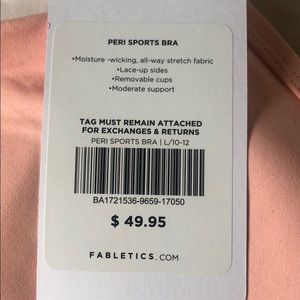 PERI SPORTS BRA
•Moisture -wicking, all-way stretch fabric
•Lace-up sides
•Removable cups
•Moderate support
TAG MUST REMAIN ATTACHED
FOR EXCHANGES & RETURNS
PERI SPORTS BRA | L/10-12
BA1721536-9659-17050
$ 49.95
FABLETICS.COM